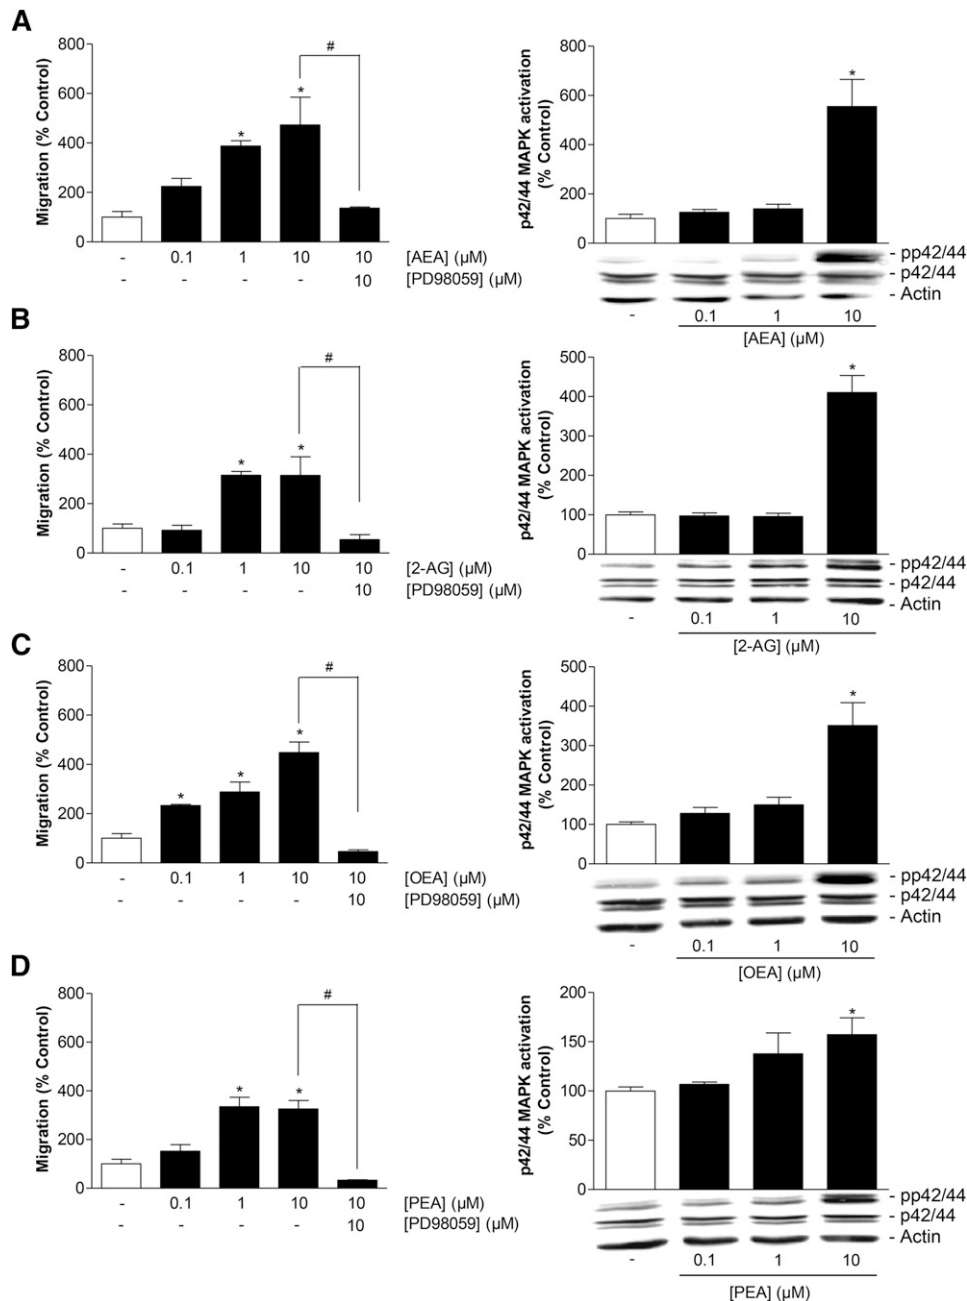 A
Migration (% Control)
800
600
400
200
0
*
*
#
- 0.1 1 10 10 [AEA] (µM)
- - - - 10 [PD98059] (µM)
p42/44 MAPK activation
(% Control)
800
600
400
200
0
*
- pp42/44
- p42/44
- Actin
- 0.1 1 10
[AEA] (µM)
B
Migration (% Control)
800
600
400
200
0
*
*
#
- 0.1 1 10 10 [2-AG] (µM)
- - - - 10 [PD98059] (µM)
p42/44 MAPK activation
(% Control)
500
400
300
200
100
0
*
- pp42/44
- p42/44
- Actin
- 0.1 1 10
[2-AG] (µM)
C
Migration (% Control)
800
600
400
200
0
*
*
*
#
- 0.1 1 10 10 [OEA] (µM)
- - - - 10 [PD98059] (µM)
p42/44 MAPK activation
(% Control)
500
400
300
200
100
0
*
- pp42/44
- p42/44
- Actin
- 0.1 1 10
[OEA] (µM)
D
Migration (% Control)
800
600
400
200
0
*
*
#
- 0.1 1 10 10 [PEA] (µM)
- - - - 10 [PD98059] (µM)
p42/44 MAPK activation
(% Control)
200
150
100
50
0
*
- pp42/44
- p42/44
- Actin
- 0.1 1 10
[PEA] (µM)